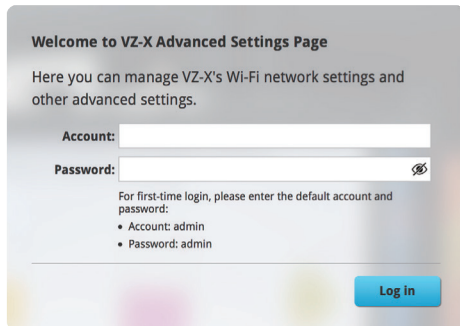 Welcome to VZ-X Advanced Settings Page
Here you can manage VZ-X's Wi-Fi network settings and
other advanced settings.
Account:
Password:
For first-time login, please enter the default account and
password:
• Account: admin
• Password: admin
Log in